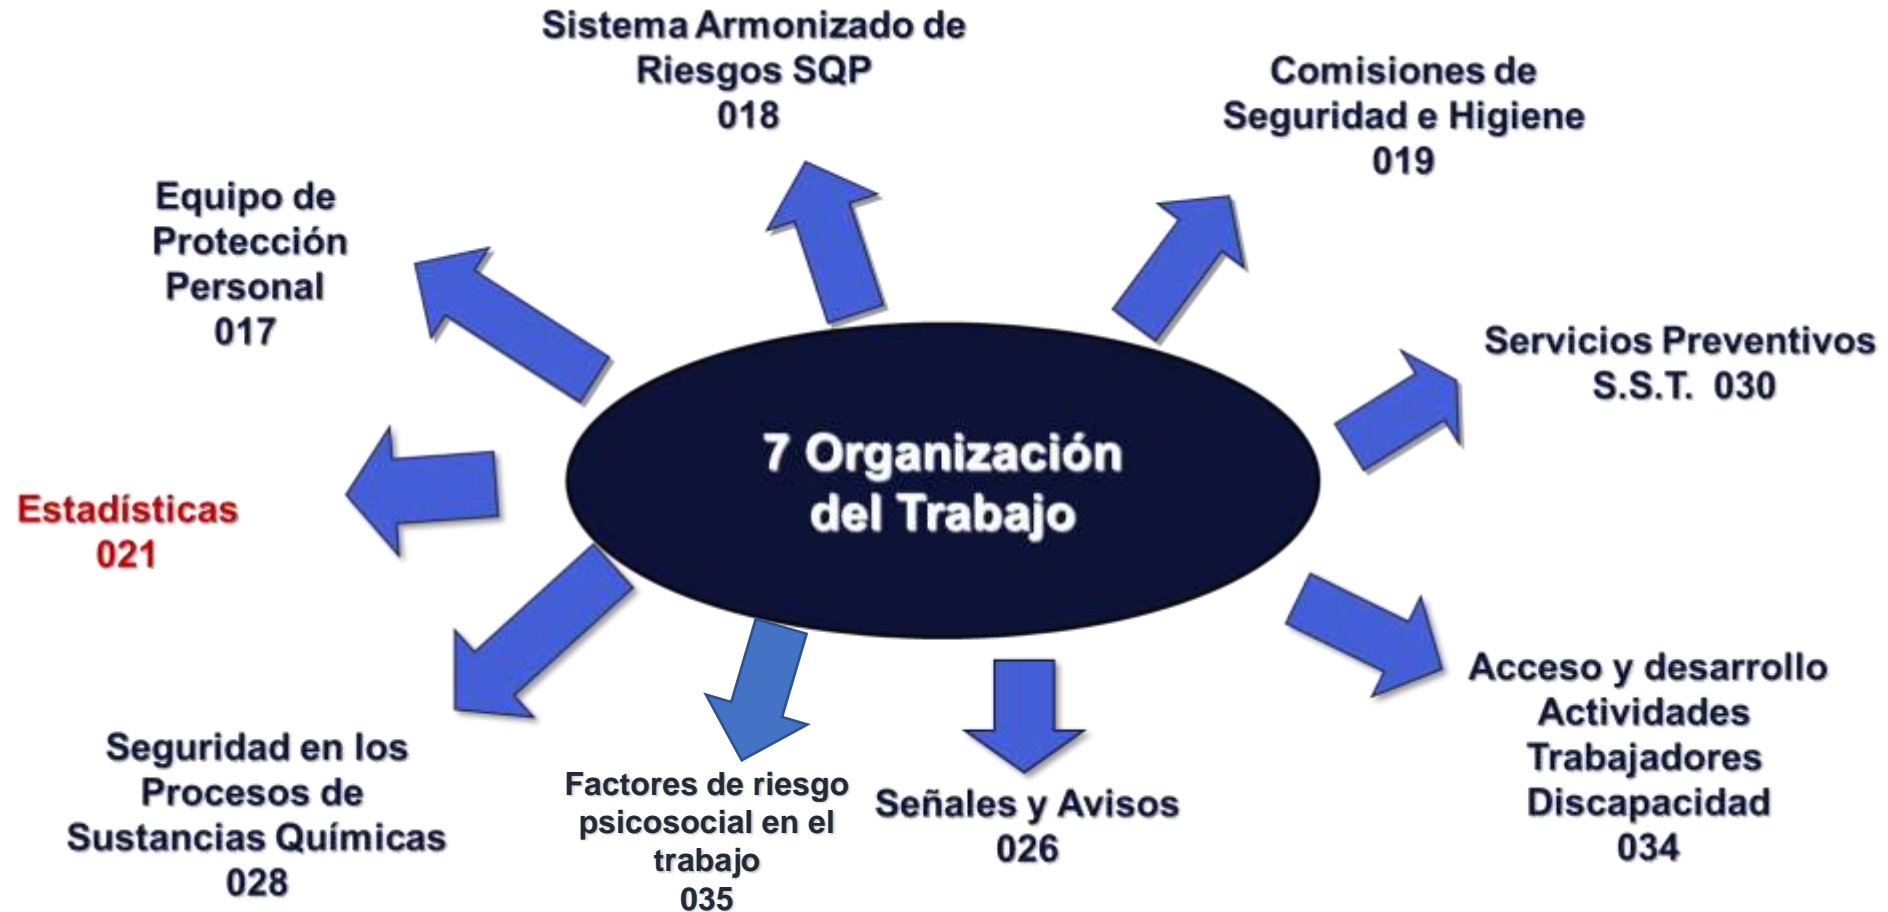 Sistema Armonizado de
Riesgos SQP
018
Comisiones de
Seguridad e Higiene
019
Equipo de
Protección
Personal
017
Servicios Preventivos
S.S.T. 030
7 Organización
del Trabajo
Estadísticas
021
Acceso y desarrollo
Actividades
Trabajadores
Discapacidad
034
Seguridad en los
Procesos de
Sustancias Químicas
028
Factores de riesgo
psicosocial en el
trabajo
035
Señales y Avisos
026